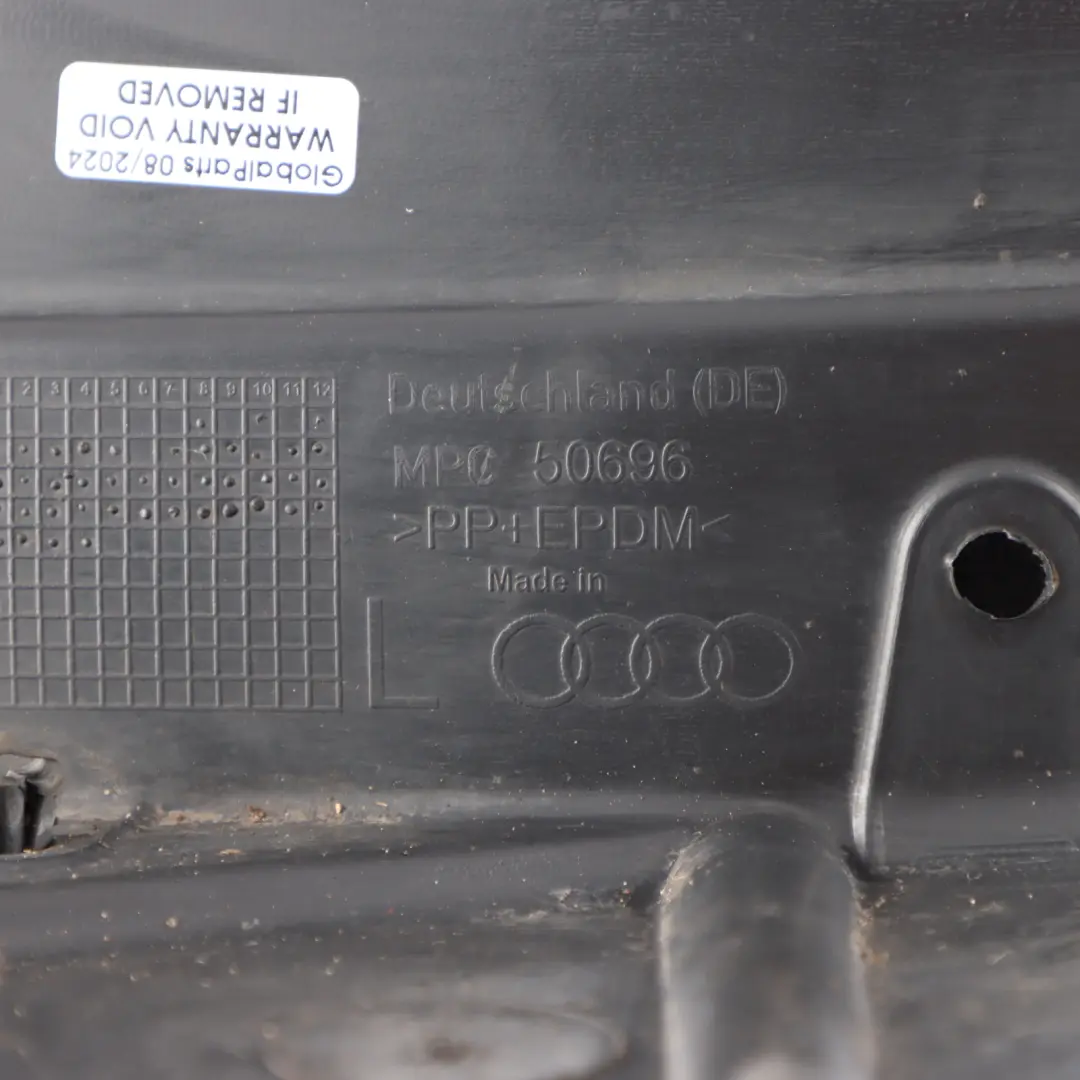 GlobalParts 08/2024
WARRANTY VOID
IF REMOVED
2 3 4 5 6 7 8 9 10 11 12
Deutschland (DE)
MPC 50696
>PP+EPDM<
Made in
L